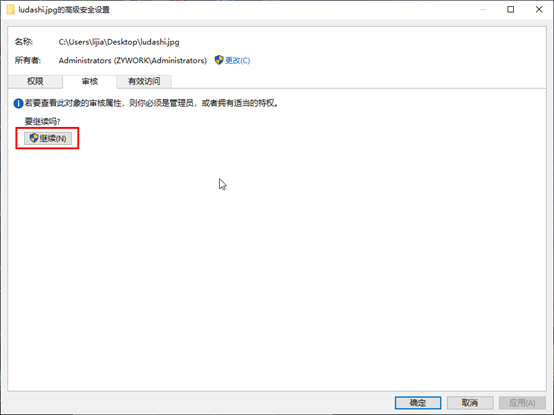 ludashi.jpg的高级安全设置
名称: C:\Users\lijia\Desktop\ludashi.jpg
所有者: Administrators (ZYWORK\Administrators) 更改(C)
权限 审核 有效访问
若要查看此对象的审核属性，则你必须是管理员，或者拥有适当的特权。
要继续吗?
继续(N)
确定 取消 应用(A)